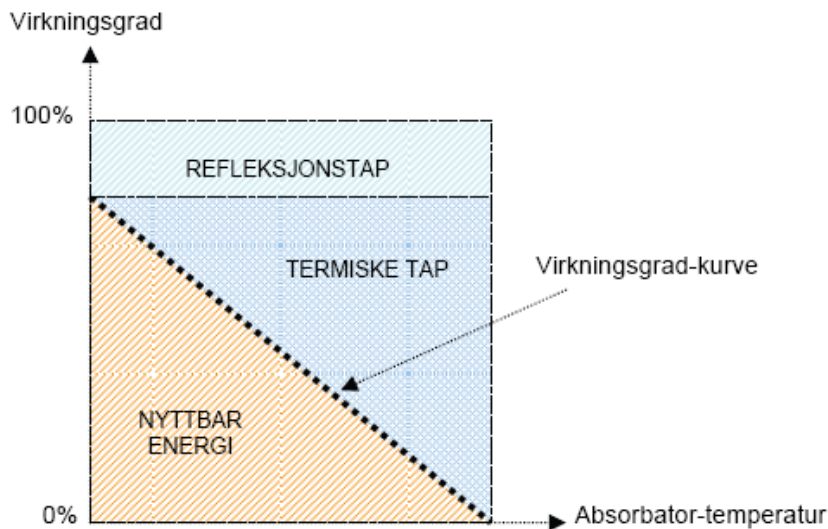 Virkningsgrad
100%
REFLEKSJONSTAP
TERMISKE TAP
Virkningsgrad-kurve
NYTTBAR
ENERGI
0%
Absorbator-temperatur